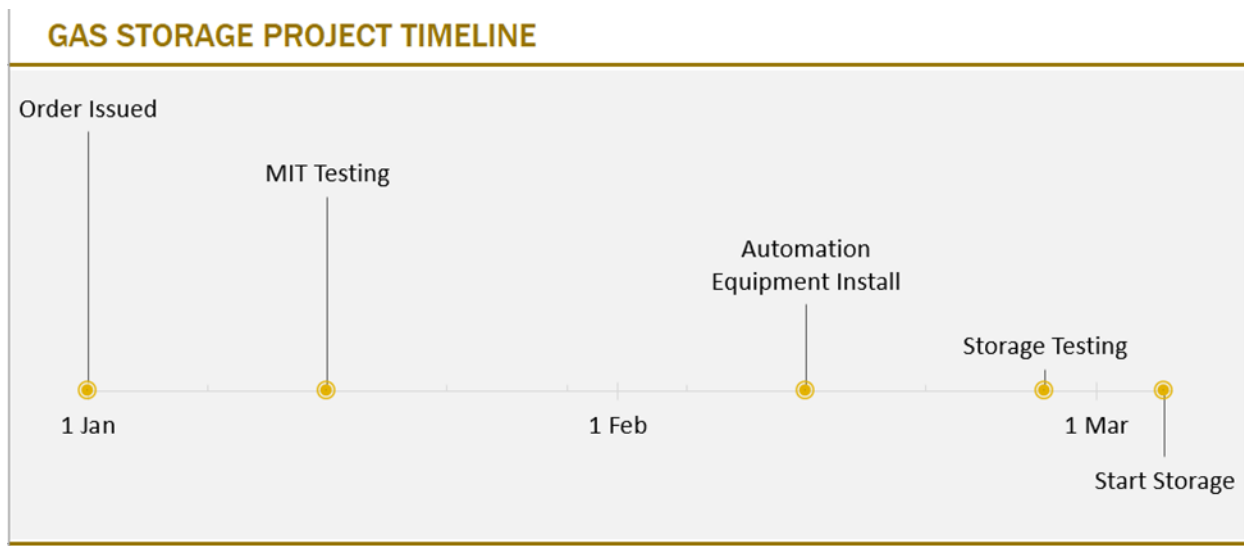 GAS STORAGE PROJECT TIMELINE
Order Issued
MIT Testing
Automation
Equipment Install
Storage Testing
1 Jan
1 Feb
1 Mar
Start Storage